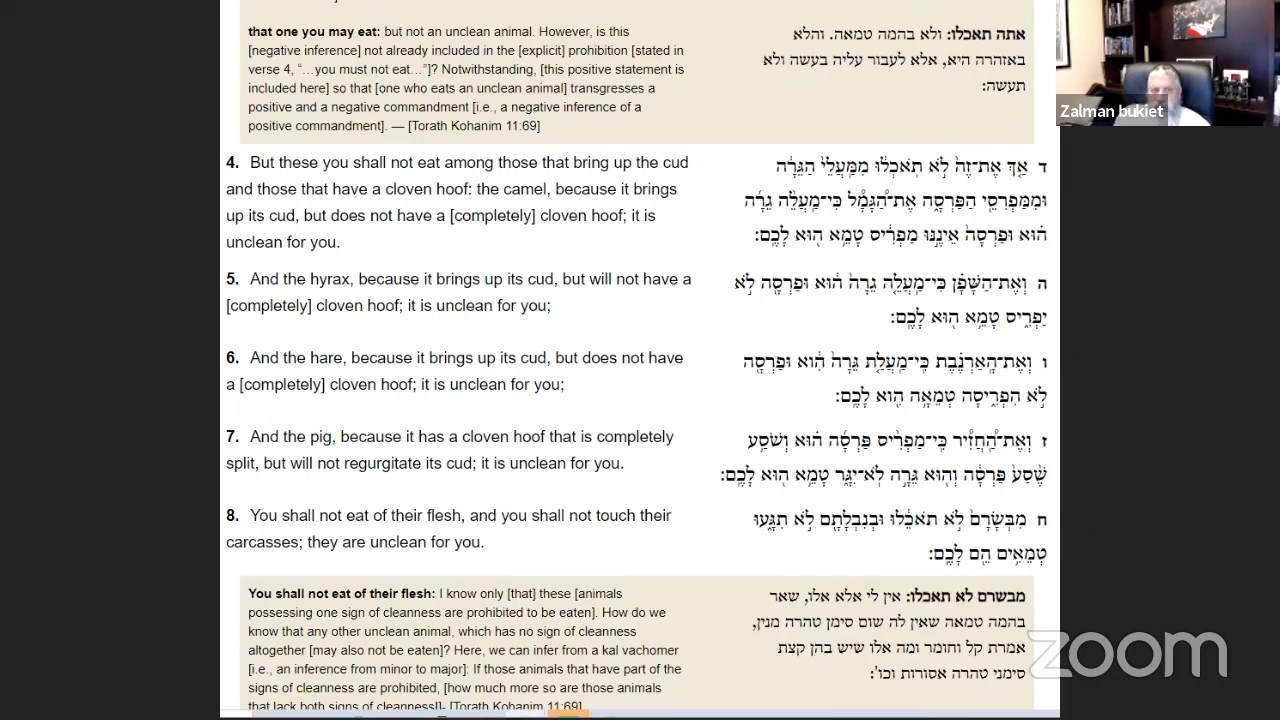 that one you may eat: but not an unclean animal. However, is this
[negative inference] not already included in the [explicit] prohibition [stated in
verse 4, “…you must not eat…”]? Notwithstanding, [this positive statement is
included here] so that [one who eats an unclean animal] transgresses a
positive and a negative commandment [i.e., a negative inference of a
positive commandment]. — [Torath Kohanim 11:69]
אתה תאכלו: ולא בהמה טמאה. והלא
באזהרה היא, אלא לעבור עליה בעשה ולא
תעשה:
Zalman bukiet
4. But these you shall not eat among those that bring up the cud
and those that have a cloven hoof: the camel, because it brings
up its cud, but does not have a [completely] cloven hoof; it is
unclean for you.
ד אַ֤ךְ אֶת־זֶה֙ לֹ֣א תֹֽאכְל֔וּ מִֽמַּעֲלֵי֙ הַגֵּרָ֔ה
וּמִמַּפְרִסֵ֖י הַפַּרְסָ֑ה אֶת־הַ֠גָּמָ֠ל כִּי־מַֽעֲלֵ֨ה גֵרָ֜ה
ה֗וּא וּפַרְסָה֙ אֵינֶ֣נּוּ מַפְרִ֔יס טָמֵ֥א ה֖וּא לָכֶֽם:
5. And the hyrax, because it brings up its cud, but will not have a
[completely] cloven hoof; it is unclean for you;
ה וְאֶת־הַשָּׁפָ֗ן כִּי־מַֽעֲלֵ֤ה גֵרָה֙ ה֔וּא וּפַרְסָ֖ה לֹ֣א
יַפְרִ֑יס טָמֵ֥א ה֖וּא לָכֶֽם:
6. And the hare, because it brings up its cud, but does not have
a [completely] cloven hoof; it is unclean for you;
ו וְאֶת־הָֽאַרְנֶ֗בֶת כִּי־מַֽעֲלַ֤ת גֵּרָה֙ הִ֔וא וּפַרְסָ֖ה
לֹ֣א הִפְרִ֑יסָה טְמֵאָ֥ה הִ֖וא לָכֶֽם:
7. And the pig, because it has a cloven hoof that is completely
split, but will not regurgitate its cud; it is unclean for you.
ז וְאֶת־הַ֠חֲזִ֠יר כִּֽי־מַפְרִ֨יס פַּרְסָ֜ה ה֗וּא וְשֹׁסַ֥ע
שֶׁ֨סַע֙ פַּרְסָ֔ה וְה֖וּא גֵּרָ֣ה לֹֽא־יִגָּ֑ר טָמֵ֥א ה֖וּא לָכֶֽם:
8. You shall not eat of their flesh, and you shall not touch their
carcasses; they are unclean for you.
ח מִבְּשָׂרָם֙ לֹ֣א תֹאכֵ֔לוּ וּבְנִבְלָתָ֖ם לֹ֣א תִגָּ֑עוּ
טְמֵאִ֥ים הֵ֖ם לָכֶֽם:
You shall not eat of their flesh: I know only [that] these [animals
possessing one sign of cleanness are prohibited to be eaten]. How do we
know that any other unclean animal, which has no sign of cleanness
altogether [may also not be eaten]? Here, we can infer from a kal vachomer
[i.e., an inference from minor to major]: If those animals that have part of the
signs of cleanness are prohibited, [how much more so are those animals
that lack both signs of cleanness!]- [Torath Kohanim 11:69]
מבשרם לא תאכלו: אין לי אלא אלו, שאר
בהמה טמאה שאין לה שום סימן טהרה מנין,
אמרת קל וחומר ומה אלו שיש בהן קצת
סימני טהרה אסורות וכו':
zoom